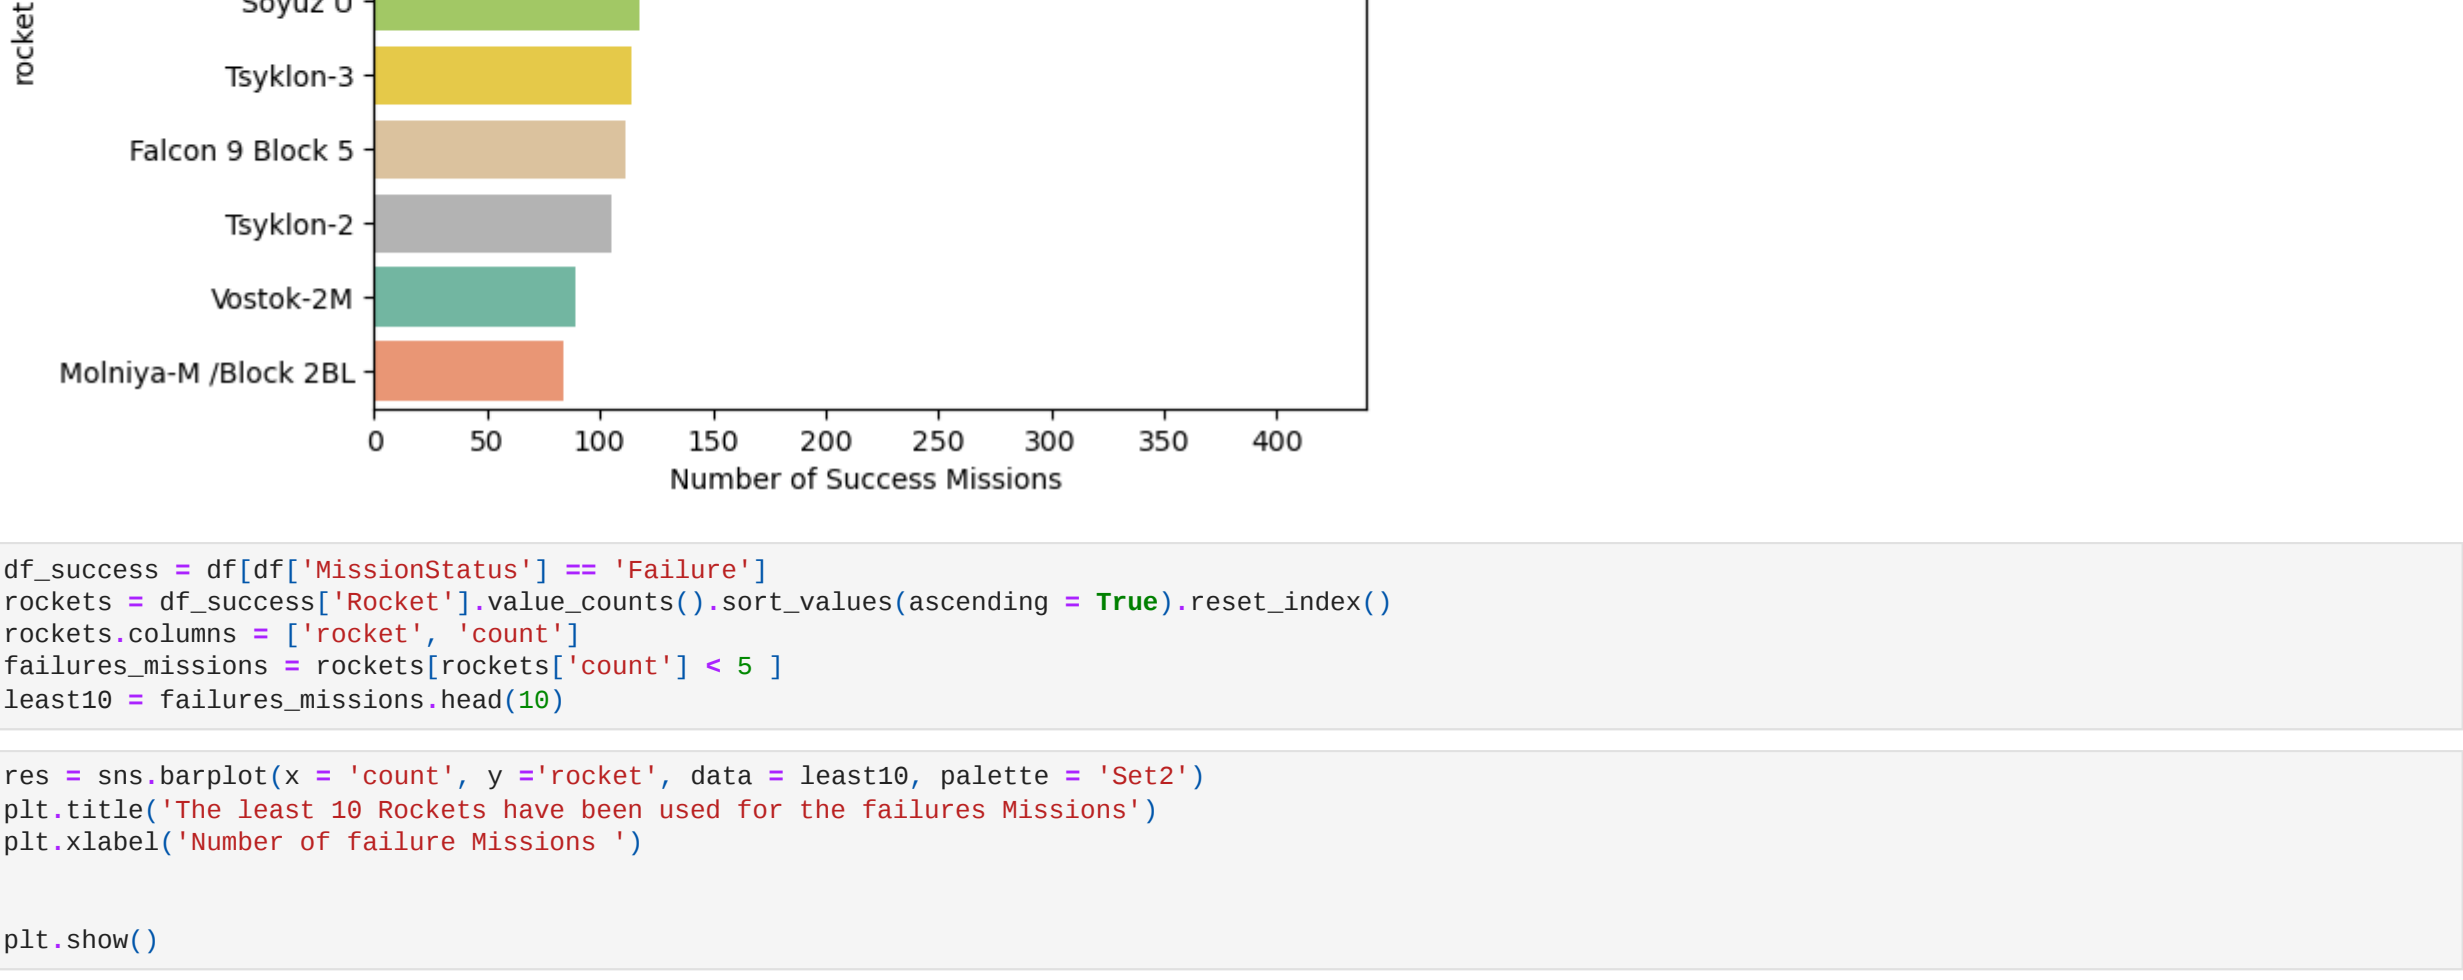 rocket
Soyuz U
Tsyklon-3
Falcon 9 Block 5
Tsyklon-2
Vostok-2M
Molniya-M /Block 2BL
0 50 100 150 200 250 300 350 400
Number of Success Missions
df_success = df[df['MissionStatus'] == 'Failure']
rockets = df_success['Rocket'].value_counts().sort_values(ascending = True).reset_index()
rockets.columns = ['rocket', 'count']
failures_missions = rockets[rockets['count'] < 5 ]
least10 = failures_missions.head(10)
res = sns.barplot(x = 'count', y ='rocket', data = least10, palette = 'Set2')
plt.title('The least 10 Rockets have been used for the failures Missions')
plt.xlabel('Number of failure Missions ')
plt.show()